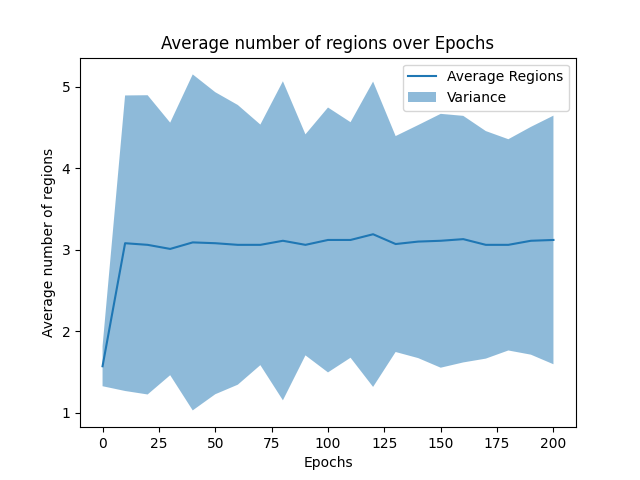 Average number of regions over Epochs
Average Regions
Variance
Average number of regions
5
4
3
2
1
0 25 50 75 100 125 150 175 200
Epochs